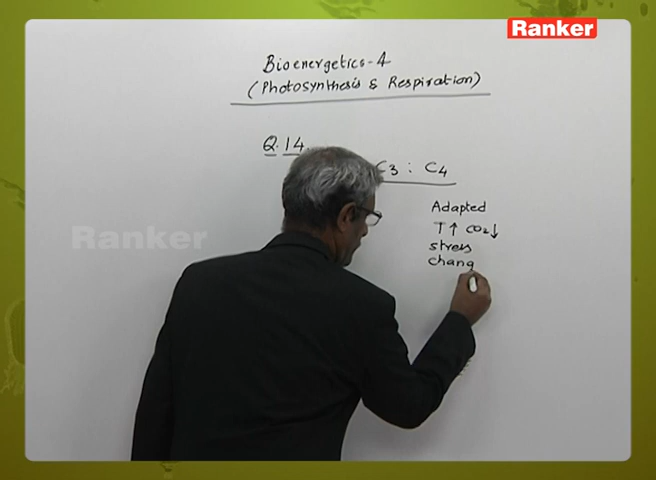 Ranker
Bioenergetics-4
(Photosynthesis & Respiration)
Q.14.
C3 : C4
Adapted
T↑ CO2↓
Ranker
stress
chang